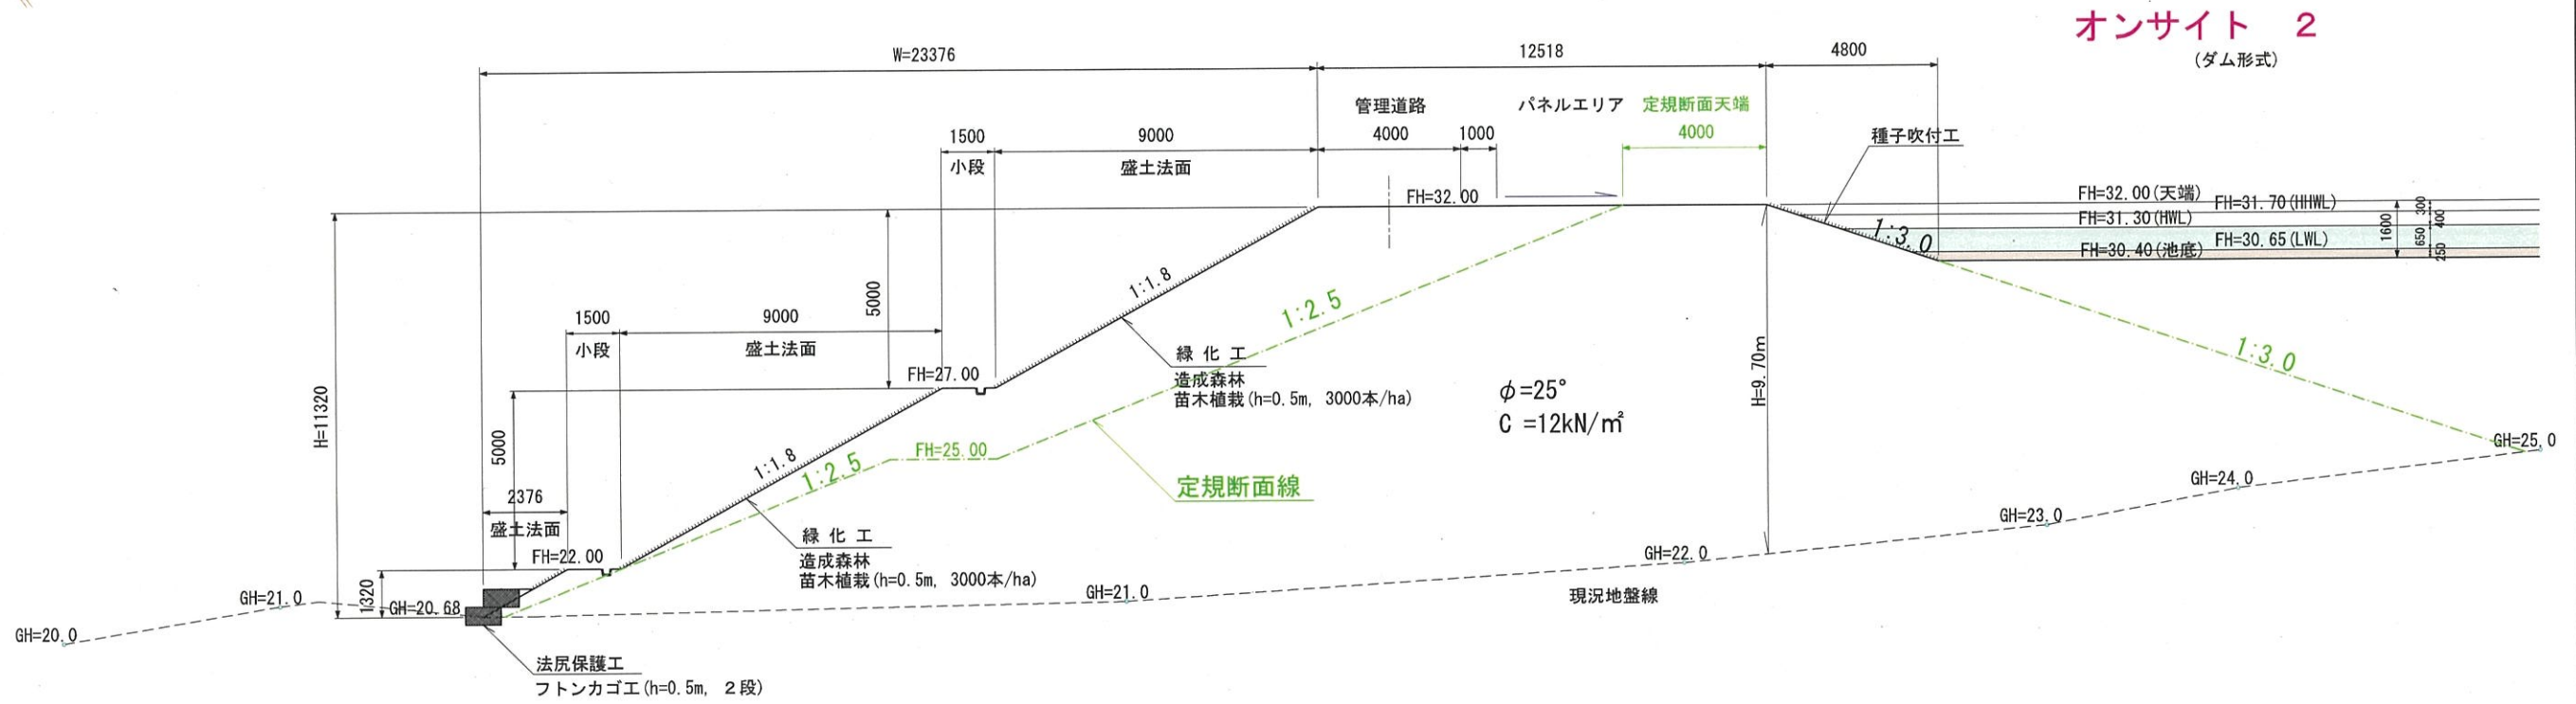 オンサイト　２
(ダム形式)
W=23376
12518
4800
管理道路
パネルエリア
定規断面天端
1500
9000
4000
1000
4000
種子吹付工
小段
盛土法面
FH=32.00
FH=32.00(天端)
FH=31.70(HHWL)
300
FH=31.30(HWL)
400
1:3.0
1600
FH=30.65(LWL)
650
FH=30.40(池底)
250
1:1.8
5000
1:2.5
1500
9000
小段
盛土法面
緑 化 工
造成森林
苗木植栽(h=0.5m, 3000本/ha)
1:3.0
FH=27.00
H=9.70m
φ=25°
C =12kN/㎡
H=11320
5000
1:1.8
1:2.5
FH=25.00
GH=25.0
定規断面線
GH=24.0
2376
盛土法面
GH=23.0
緑 化 工
造成森林
苗木植栽(h=0.5m, 3000本/ha)
FH=22.00
GH=22.0
1320
GH=21.0
GH=20.68
GH=21.0
現況地盤線
GH=20.0
法尻保護工
フトンカゴ工(h=0.5m, ２段)